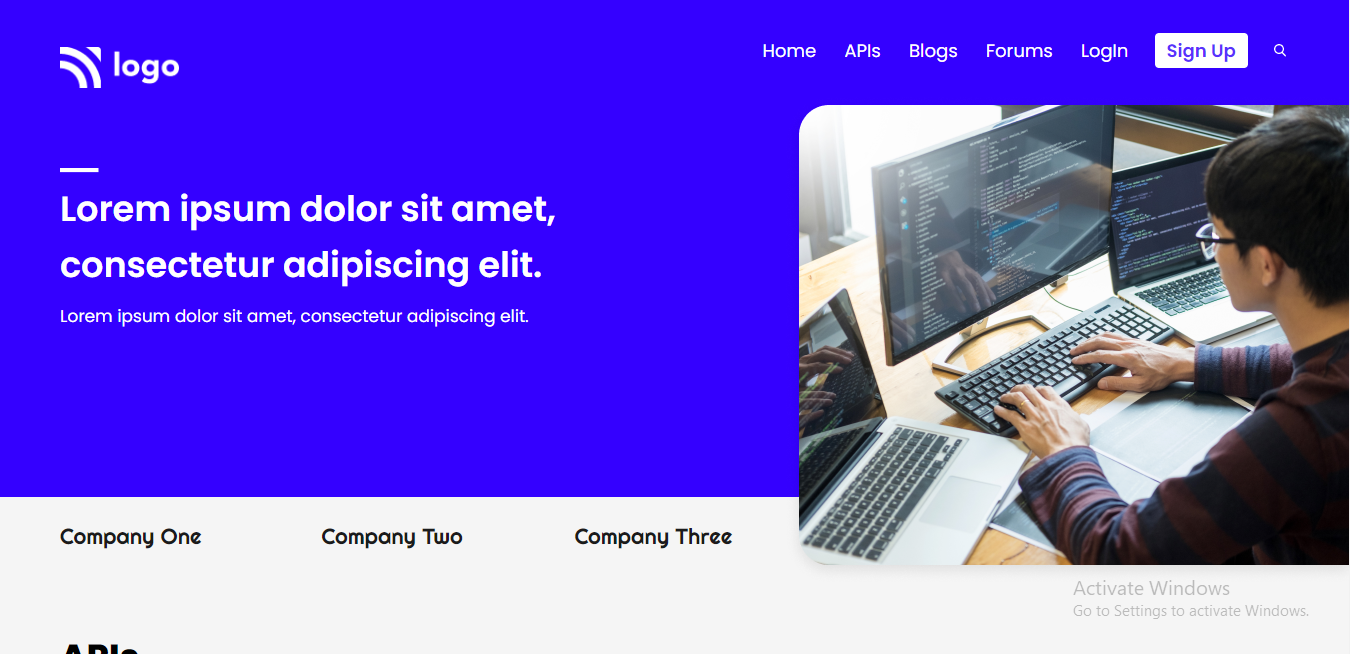 logo
Home APIs Blogs Forums LogIn Sign Up
Lorem ipsum dolor sit amet,
consectetur adipiscing elit.
Lorem ipsum dolor sit amet, consectetur adipiscing elit.
Company One Company Two Company Three
Activate Windows
Go to Settings to activate Windows.
APIs